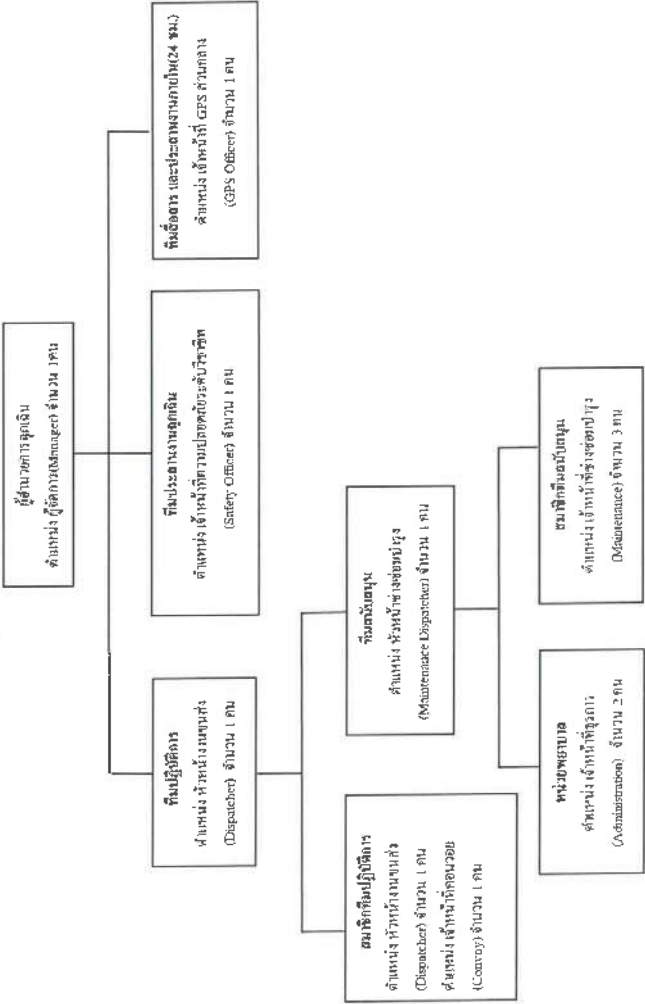 ผู้อำนวยการฉุกเฉิน
ตำแหน่ง ผู้จัดการ(Manager) จำนวน 1คน
ทีมปฏิบัติการ
ตำแหน่ง หัวหน้างานขนส่ง
(Dispatcher) จำนวน 1 คน
ทีมประสานงานฉุกเฉิน
ตำแหน่ง เจ้าหน้าที่ความปลอดภัยระดับวิชาชีพ
(Safety Officer) จำนวน 1 คน
ทีมสื่อสาร และประสานงานภายใน(24 ชม.)
ตำแหน่ง เจ้าหน้าที่ GPS ส่วนกลาง
(GPS Officer) จำนวน 1 คน
สมาชิกทีมปฏิบัติการ
ตำแหน่ง หัวหน้างานขนส่ง
(Dispatcher) จำนวน 1 คน
ตำแหน่ง เจ้าหน้าที่คอนวอย
(Convoy) จำนวน 1 คน
ทีมสนับสนุน
ตำแหน่ง หัวหน้าช่างซ่อมบำรุง
(Maintenance Dispatcher) จำนวน 1 คน
หน่วยพยาบาล
ตำแหน่ง เจ้าหน้าที่ธุรการ
(Administration) จำนวน 2 คน
สมาชิกทีมสนับสนุน
ตำแหน่ง เจ้าหน้าที่ช่างซ่อมบำรุง
(Maintenance) จำนวน 3 คน